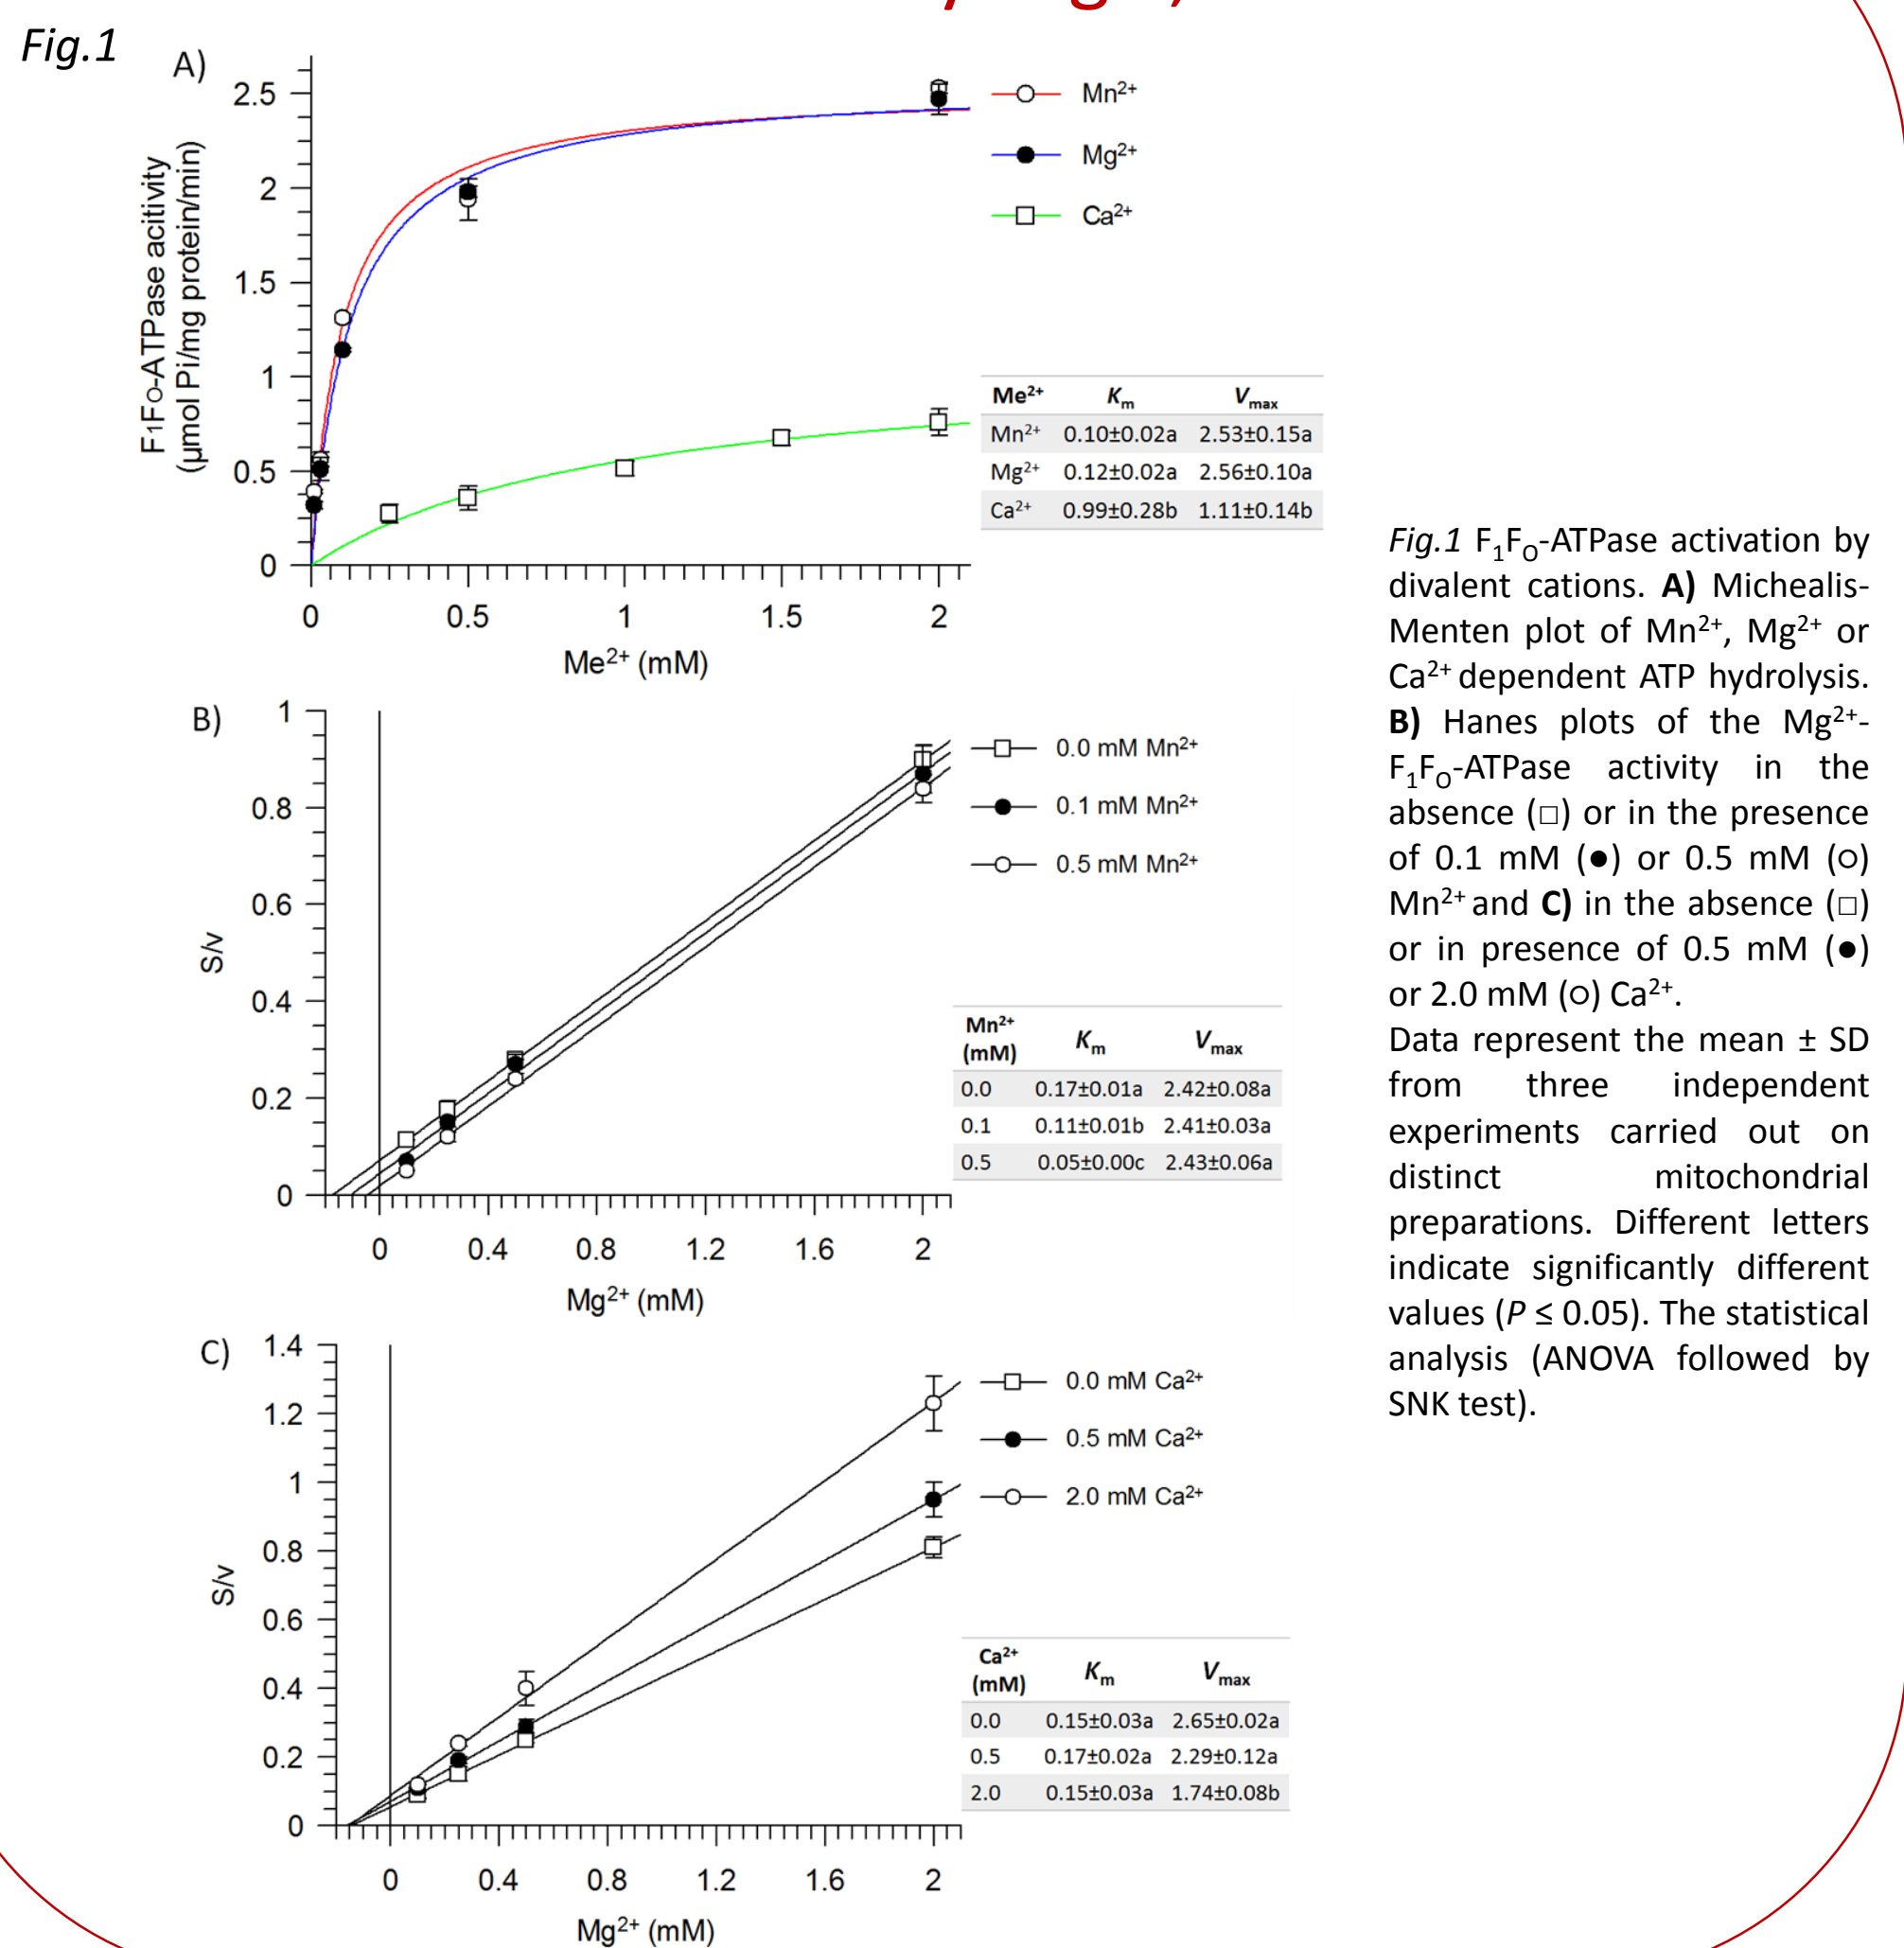 Fig.1
A)
F1FO-ATPase acitivity
(µmol Pi/mg protein/min)
2.5
2
1.5
1
0.5
0
0 0.5 1 1.5 2
Me²⁺ (mM)
Mn²⁺
Mg²⁺
Ca²⁺
Me²⁺ Km Vmax
Mn²⁺ 0.10±0.02a 2.53±0.15a
Mg²⁺ 0.12±0.02a 2.56±0.10a
Ca²⁺ 0.99±0.28b 1.11±0.14b
B)
S/v
1
0.8
0.6
0.4
0.2
0
0 0.4 0.8 1.2 1.6 2
Mg²⁺ (mM)
0.0 mM Mn²⁺
0.1 mM Mn²⁺
0.5 mM Mn²⁺
Mn²⁺
(mM) Km Vmax
0.0 0.17±0.01a 2.42±0.08a
0.1 0.11±0.01b 2.41±0.03a
0.5 0.05±0.00c 2.43±0.06a
C)
S/v
1.4
1.2
1
0.8
0.6
0.4
0.2
0
0 0.4 0.8 1.2 1.6 2
Mg²⁺ (mM)
0.0 mM Ca²⁺
0.5 mM Ca²⁺
2.0 mM Ca²⁺
Ca²⁺
(mM) Km Vmax
0.0 0.15±0.03a 2.65±0.02a
0.5 0.17±0.02a 2.29±0.12a
2.0 0.15±0.03a 1.74±0.08b
Fig.1 F₁FO-ATPase activation by
divalent cations. A) Michealis-
Menten plot of Mn²⁺, Mg²⁺ or
Ca²⁺ dependent ATP hydrolysis.
B) Hanes plots of the Mg²⁺-
F₁FO-ATPase activity in the
absence (□) or in the presence
of 0.1 mM (●) or 0.5 mM (○)
Mn²⁺ and C) in the absence (□)
or in presence of 0.5 mM (●)
or 2.0 mM (○) Ca²⁺.
Data represent the mean ± SD
from three independent
experiments carried out on
distinct mitochondrial
preparations. Different letters
indicate significantly different
values (P ≤ 0.05). The statistical
analysis (ANOVA followed by
SNK test).